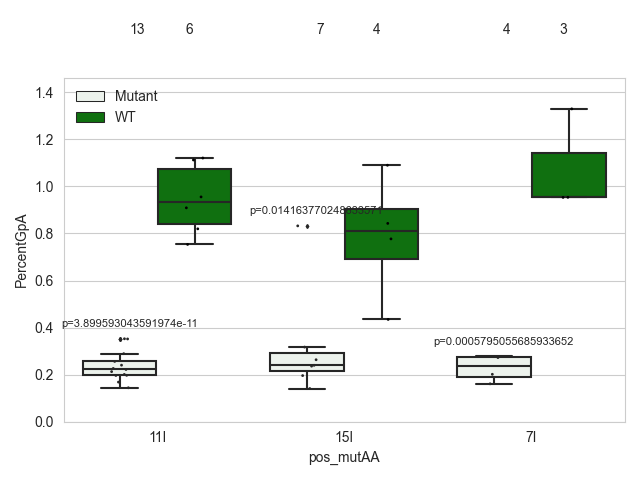 13 6 7 4 4 3
1.4
Mutant
WT
1.2
1.0
p=0.014163770248
0.8
0.6
PercentGpA
0.4
p=3.899593043591974e-11
p=0.0005795055685933652
0.2
0.0
11I 15I 7I
pos_mutAA